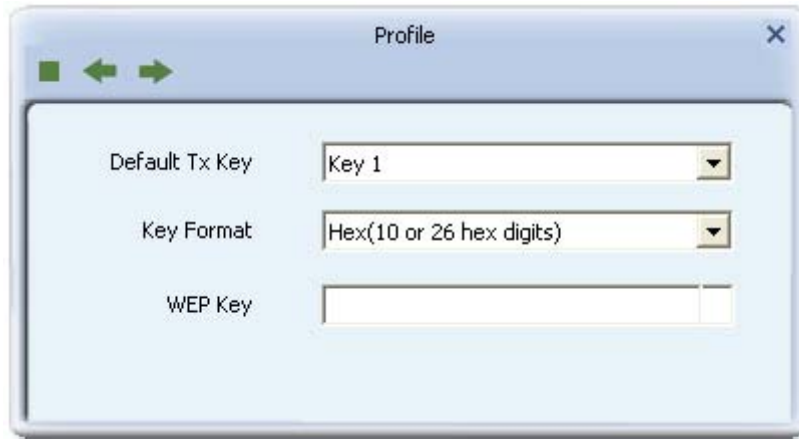 Profile
Default Tx Key Key 1
Key Format Hex(10 or 26 hex digits)
WEP Key